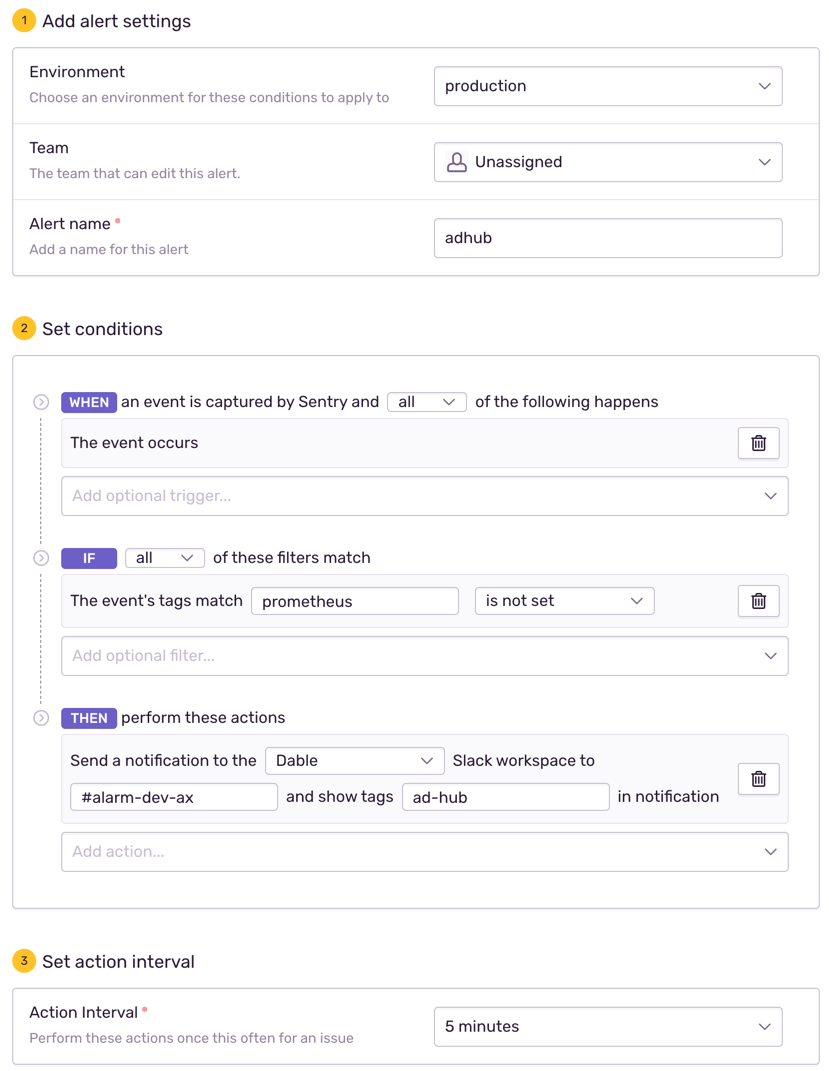 1 Add alert settings
Environment
Choose an environment for these conditions to apply to
production
Team
The team that can edit this alert.
Unassigned
Alert name
Add a name for this alert
adhub
2 Set conditions
WHEN an event is captured by Sentry and all of the following happens
The event occurs
Add optional trigger...
IF all of these filters match
The event's tags match prometheus is not set
Add optional filter...
THEN perform these actions
Send a notification to the Dable Slack workspace to
#alarm-dev-ax and show tags ad-hub in notification
Add action...
3 Set action interval
Action Interval
Perform these actions once this often for an issue
5 minutes